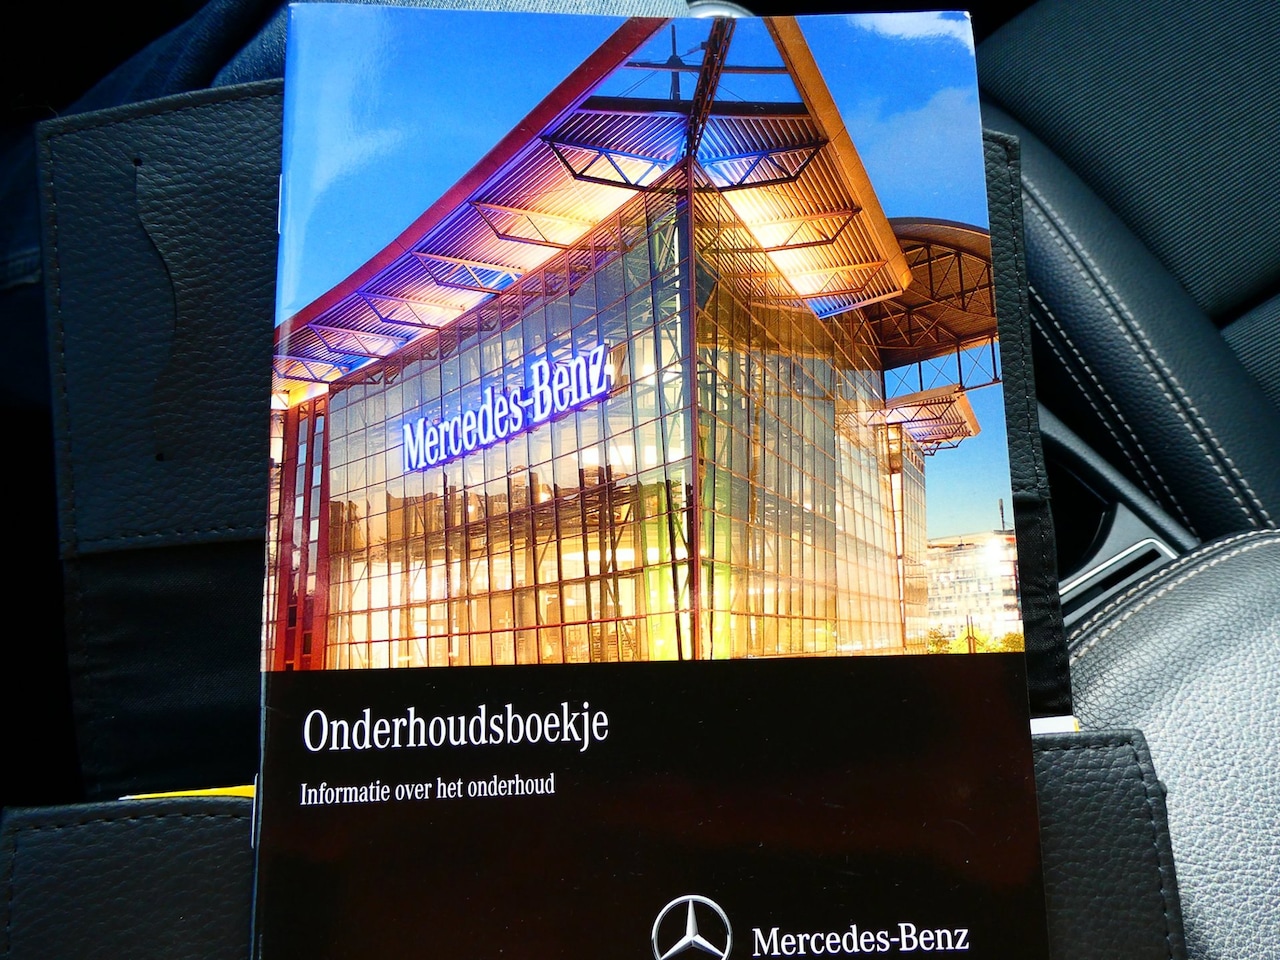 Mercedes-Benz
Onderhoudsboekje
Informatie over het onderhoud
Mercedes-Benz